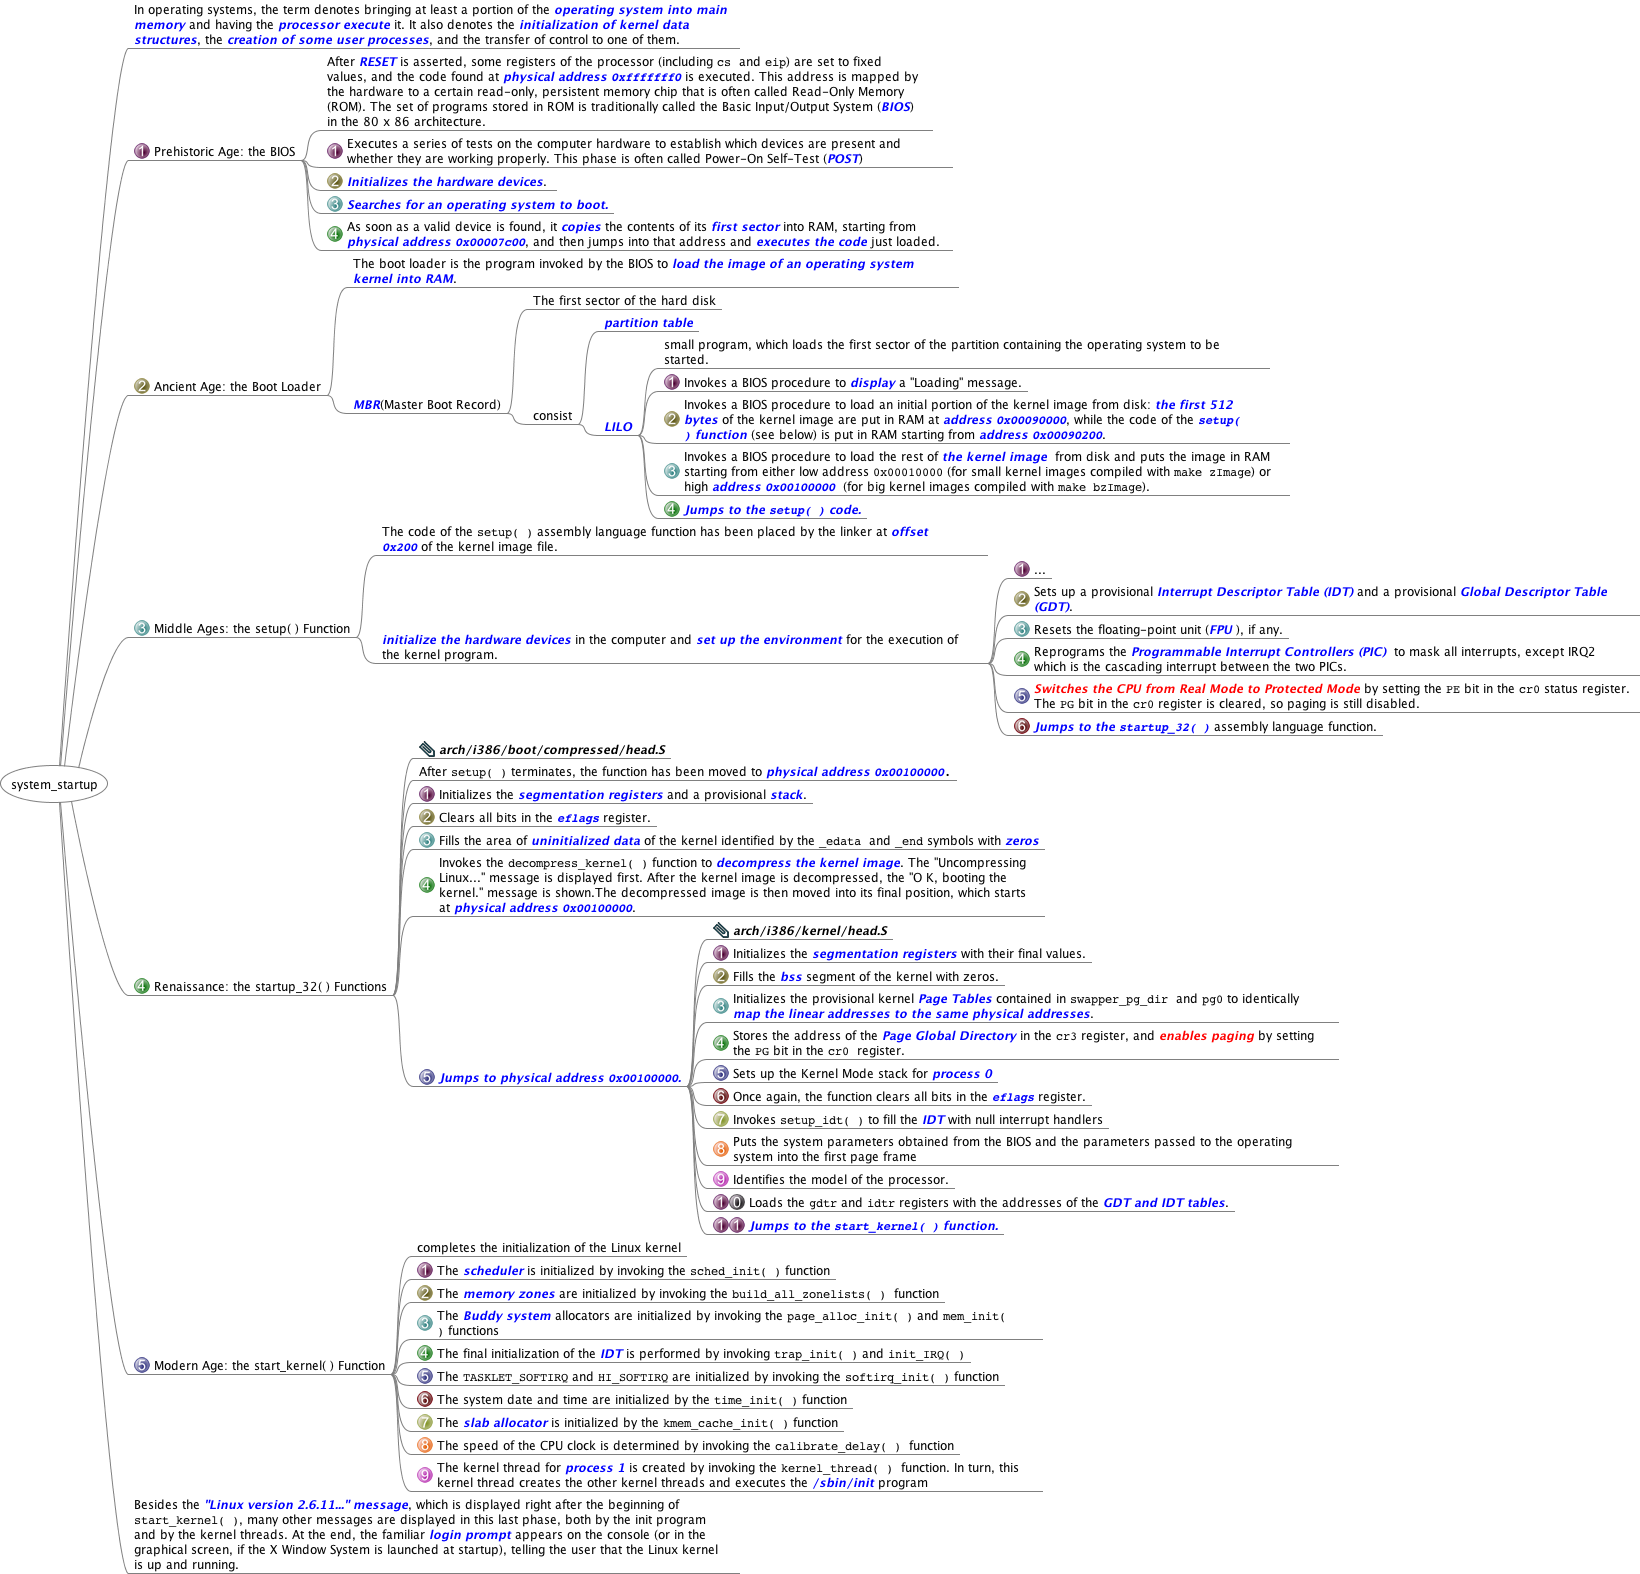 In operating systems, the term denotes bringing at least a portion of the operating system into main
memory and having the processor execute it. It also denotes the initialization of kernel data
structures, the creation of some user processes, and the transfer of control to one of them.
After RESET is asserted, some registers of the processor (including cs and eip) are set to fixed
values, and the code found at physical address 0xfffffff0 is executed. This address is mapped by
the hardware to a certain read-only, persistent memory chip that is often called Read-Only Memory
(ROM). The set of programs stored in ROM is traditionally called the Basic Input/Output System (BIOS)
in the 80 x 86 architecture.
1 Prehistoric Age: the BIOS
1 Executes a series of tests on the computer hardware to establish which devices are present and
whether they are working properly. This phase is often called Power-On Self-Test (POST)
2 Initializes the hardware devices.
3 Searches for an operating system to boot.
4 As soon as a valid device is found, it copies the contents of its first sector into RAM, starting from
physical address 0x00007c00, and then jumps into that address and executes the code just loaded.
The boot loader is the program invoked by the BIOS to load the image of an operating system
kernel into RAM.
2 Ancient Age: the Boot Loader
MBR(Master Boot Record)
The first sector of the hard disk
consist
partition table
LILO
small program, which loads the first sector of the partition containing the operating system to be
started.
1 Invokes a BIOS procedure to display a "Loading" message.
2 Invokes a BIOS procedure to load an initial portion of the kernel image from disk: the first 512
bytes of the kernel image are put in RAM at address 0x00090000, while the code of the setup(
) function (see below) is put in RAM starting from address 0x00090200.
3 Invokes a BIOS procedure to load the rest of the kernel image from disk and puts the image in RAM
starting from either low address 0x00010000 (for small kernel images compiled with make zImage) or
high address 0x00100000 (for big kernel images compiled with make bzImage).
4 Jumps to the setup( ) code.
The code of the setup( ) assembly language function has been placed by the linker at offset
0x200 of the kernel image file.
3 Middle Ages: the setup( ) Function
initialize the hardware devices in the computer and set up the environment for the execution of
the kernel program.
1 ...
2 Sets up a provisional Interrupt Descriptor Table (IDT) and a provisional Global Descriptor Table
(GDT).
3 Resets the floating-point unit (FPU ), if any.
4 Reprograms the Programmable Interrupt Controllers (PIC) to mask all interrupts, except IRQ2
which is the cascading interrupt between the two PICs.
5 Switches the CPU from Real Mode to Protected Mode by setting the PE bit in the cr0 status register.
The PG bit in the cr0 register is cleared, so paging is still disabled.
6 Jumps to the startup_32( ) assembly language function.
system_startup
arch/i386/boot/compressed/head.S
After setup( ) terminates, the function has been moved to physical address 0x00100000.
1 Initializes the segmentation registers and a provisional stack.
2 Clears all bits in the eflags register.
3 Fills the area of uninitialized data of the kernel identified by the _edata and _end symbols with zeros
4 Invokes the decompress_kernel( ) function to decompress the kernel image. The "Uncompressing
Linux..." message is displayed first. After the kernel image is decompressed, the "O K, booting the
kernel." message is shown.The decompressed image is then moved into its final position, which starts
at physical address 0x00100000.
4 Renaissance: the startup_32( ) Functions
5 Jumps to physical address 0x00100000.
arch/i386/kernel/head.S
1 Initializes the segmentation registers with their final values.
2 Fills the bss segment of the kernel with zeros.
3 Initializes the provisional kernel Page Tables contained in swapper_pg_dir and pg0 to identically
map the linear addresses to the same physical addresses.
4 Stores the address of the Page Global Directory in the cr3 register, and enables paging by setting
the PG bit in the cr0 register.
5 Sets up the Kernel Mode stack for process 0
6 Once again, the function clears all bits in the eflags register.
7 Invokes setup_idt( ) to fill the IDT with null interrupt handlers
8 Puts the system parameters obtained from the BIOS and the parameters passed to the operating
system into the first page frame
9 Identifies the model of the processor.
10 Loads the gdtr and idtr registers with the addresses of the GDT and IDT tables.
11 Jumps to the start_kernel( ) function.
completes the initialization of the Linux kernel
1 The scheduler is initialized by invoking the sched_init( ) function
2 The memory zones are initialized by invoking the build_all_zonelists( ) function
3 The Buddy system allocators are initialized by invoking the page_alloc_init( ) and mem_init(
) functions
4 The final initialization of the IDT is performed by invoking trap_init( ) and init_IRQ( )
5 Modern Age: the start_kernel( ) Function
5 The TASKLET_SOFTIRQ and HI_SOFTIRQ are initialized by invoking the softirq_init( ) function
6 The system date and time are initialized by the time_init( ) function
7 The slab allocator is initialized by the kmem_cache_init( ) function
8 The speed of the CPU clock is determined by invoking the calibrate_delay( ) function
9 The kernel thread for process 1 is created by invoking the kernel_thread( ) function. In turn, this
kernel thread creates the other kernel threads and executes the /sbin/init program
Besides the "Linux version 2.6.11..." message, which is displayed right after the beginning of
start_kernel( ), many other messages are displayed in this last phase, both by the init program
and by the kernel threads. At the end, the familiar login prompt appears on the console (or in the
graphical screen, if the X Window System is launched at startup), telling the user that the Linux kernel
is up and running.